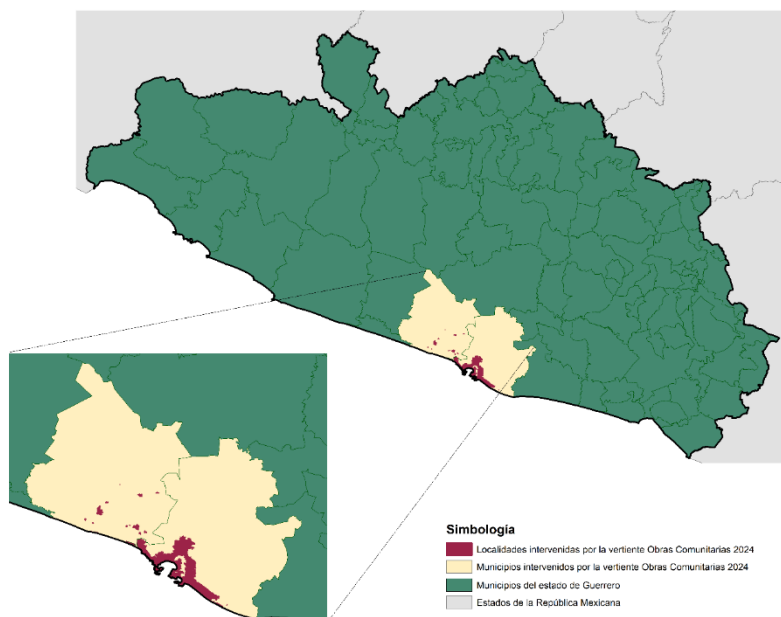 Simbología
Localidades intervenidas por la vertiente Obras Comunitarias 2024
Municipios intervenidos por la vertiente Obras Comunitarias 2024
Municipios del estado de Guerrero
Estados de la República Mexicana